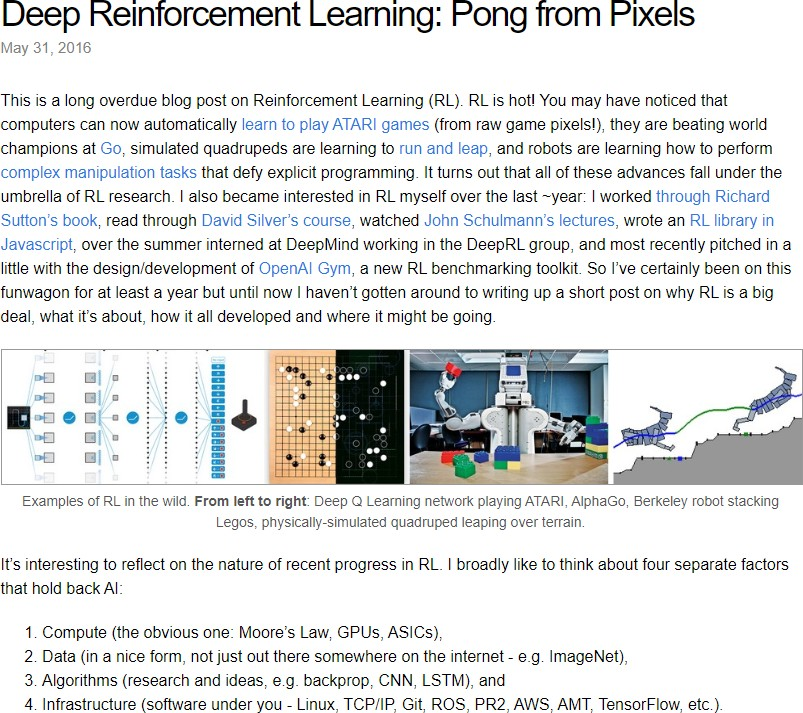 Deep Reinforcement Learning: Pong from Pixels
May 31, 2016
This is a long overdue blog post on Reinforcement Learning (RL). RL is hot! You may have noticed that
computers can now automatically learn to play ATARI games (from raw game pixels!), they are beating world
champions at Go, simulated quadrupeds are learning to run and leap, and robots are learning how to perform
complex manipulation tasks that defy explicit programming. It turns out that all of these advances fall under the
umbrella of RL research. I also became interested in RL myself over the last ~year: I worked through Richard
Sutton’s book, read through David Silver’s course, watched John Schulmann’s lectures, wrote an RL library in
Javascript, over the summer interned at DeepMind working in the DeepRL group, and most recently pitched in a
little with the design/development of OpenAI Gym, a new RL benchmarking toolkit. So I’ve certainly been on this
funwagon for at least a year but until now I haven’t gotten around to writing up a short post on why RL is a big
deal, what it’s about, how it all developed and where it might be going.
Examples of RL in the wild. From left to right: Deep Q Learning network playing ATARI, AlphaGo, Berkeley robot stacking
Legos, physically-simulated quadruped leaping over terrain.
It’s interesting to reflect on the nature of recent progress in RL. I broadly like to think about four separate factors
that hold back AI:
1. Compute (the obvious one: Moore’s Law, GPUs, ASICs),
2. Data (in a nice form, not just out there somewhere on the internet - e.g. ImageNet),
3. Algorithms (research and ideas, e.g. backprop, CNN, LSTM), and
4. Infrastructure (software under you - Linux, TCP/IP, Git, ROS, PR2, AWS, AMT, TensorFlow, etc.).